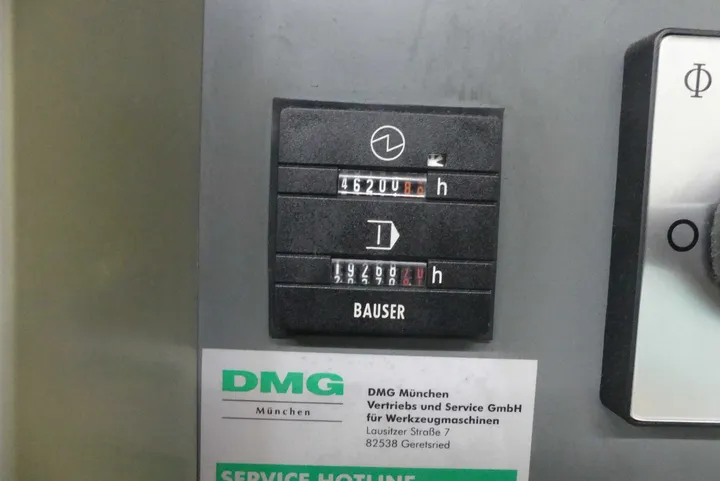 46200 h
19768 h
BAUSER
DMG
München
DMG München
Vertriebs und Service GmbH
für Werkzeugmaschinen
Lausitzer Straße 7
82538 Geretsried
SERVICE HOTLINE